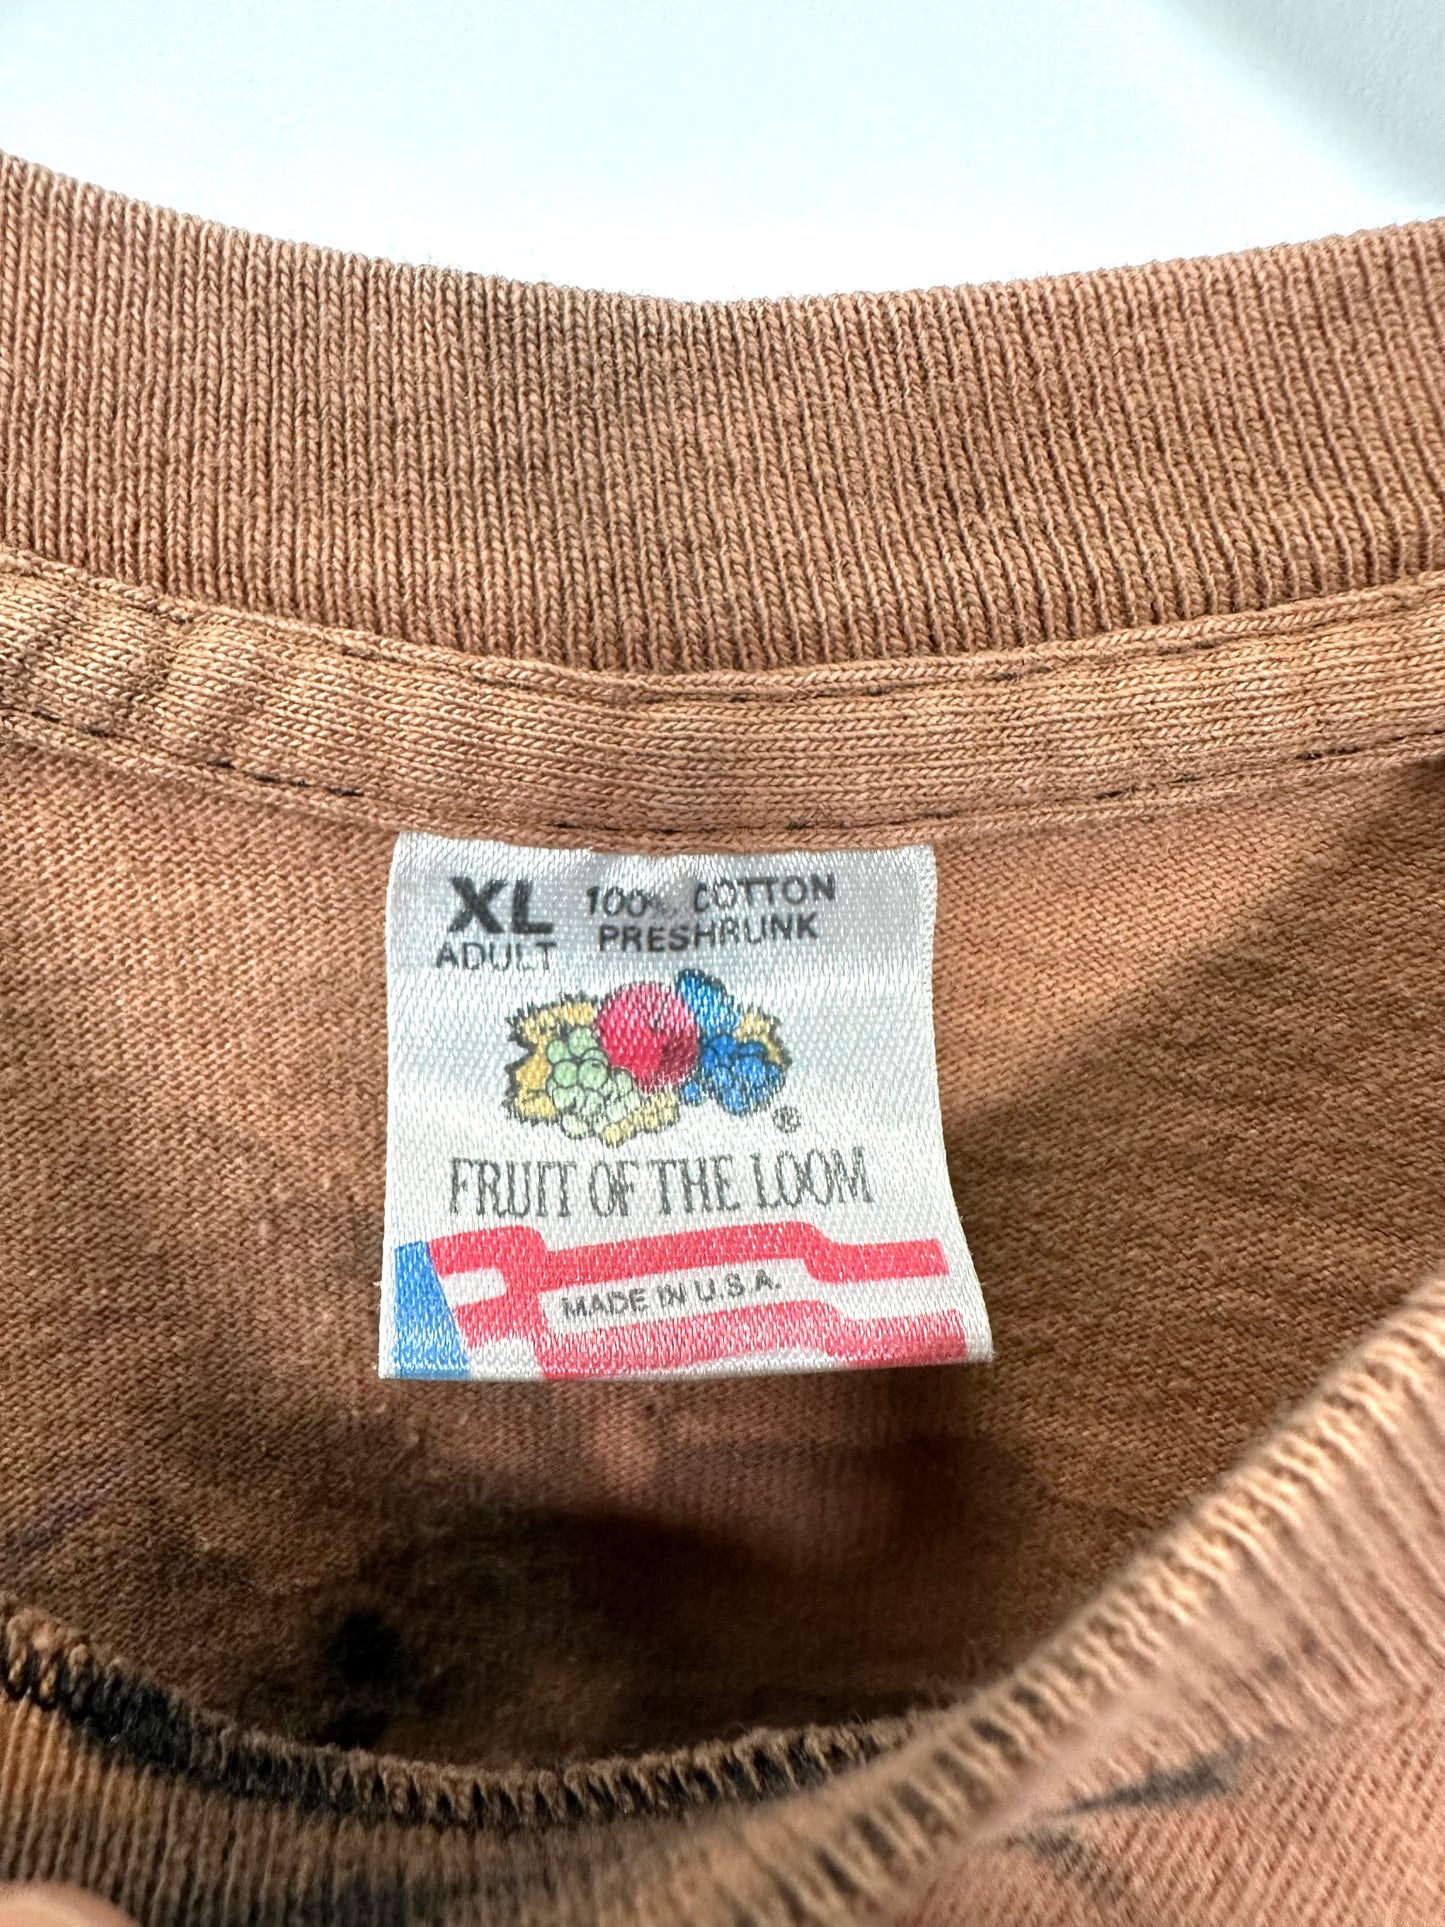 XL 100% COTTON
ADULT PRESHRUNK
®
FRUIT OF THE LOOM
MADE IN U.S.A.